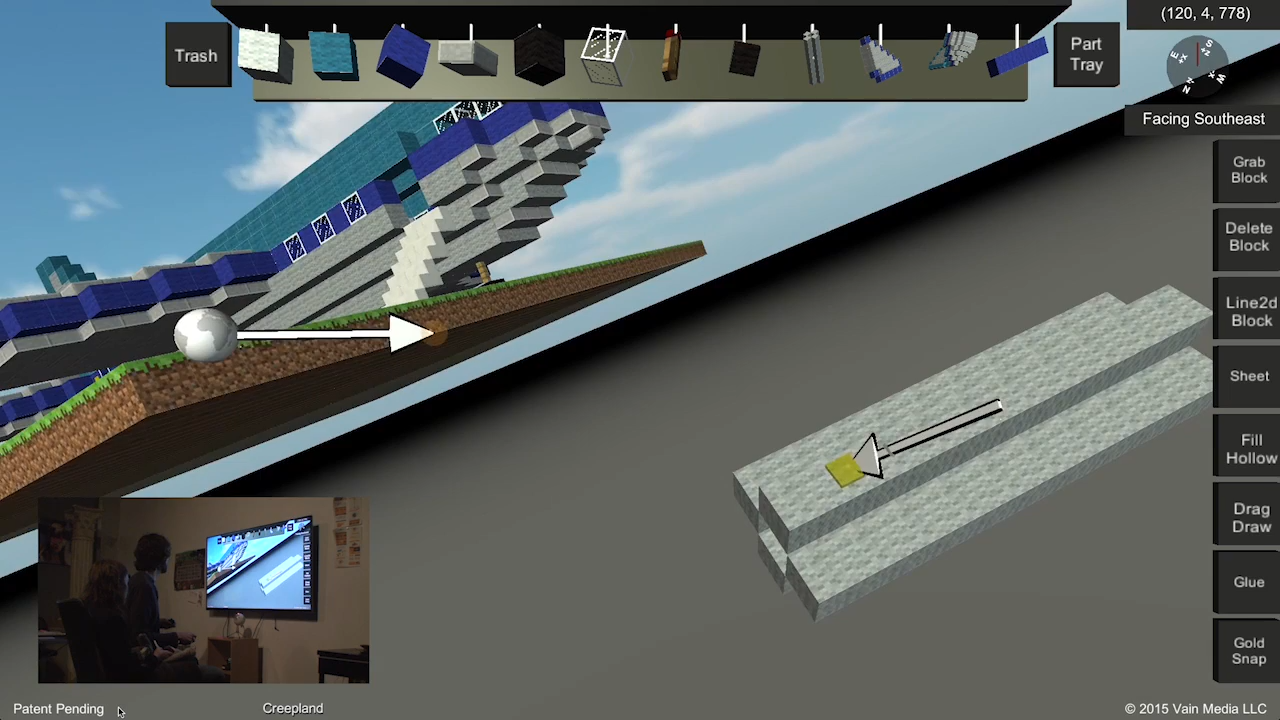 (120, 4, 778)
Trash
Part
Tray
Facing Southeast
Grab
Block
Delete
Block
Line2d
Block
Sheet
Fill
Hollow
Drag
Draw
Glue
Gold
Snap
Patent Pending
Creepland
© 2015 Vain Media LLC